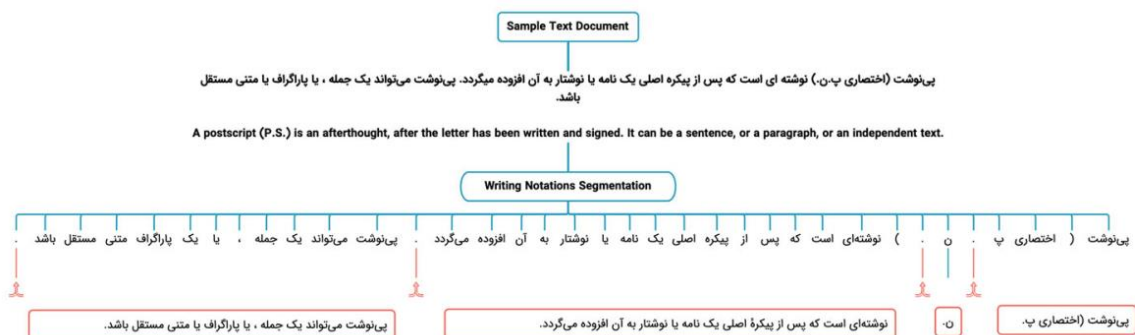 Sample Text Document
پی‌نوشت (اختصاری پ.ن.) نوشته ای است که پس از پیکره اصلی یک نامه یا نوشتار به آن افزوده میگردد. پی‌نوشت می‌تواند یک جمله ، یا پاراگراف یا متنی مستقل
باشد.
A postscript (P.S.) is an afterthought, after the letter has been written and signed. It can be a sentence, or a paragraph, or an independent text.
Writing Notations Segmentation
پی‌نوشت ( اختصاری پ . ن . ) نوشته‌ای است که پس از پیکره اصلی یک نامه یا نوشتار به آن افزوده می‌گردد . پی‌نوشت می‌تواند یک جمله ، یا یک پاراگراف متنی مستقل باشد .
پی‌نوشت (اختصاری پ.
ن.
نوشته‌ای است که پس از پیکرهٔ اصلی یک نامه یا نوشتار به آن افزوده می‌گردد.
پی‌نوشت می‌تواند یک جمله ، یا پاراگراف یا متنی مستقل باشد.